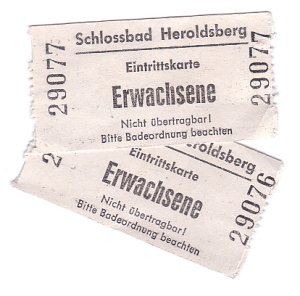 Schlossbad Heroldsberg
29077
Eintrittskarte
29077
Erwachsene
Nicht übertragbar!
Bitte Badeordnung beachten
Heroldsberg
Eintrittskarte
29076
Erwachsene
Nicht übertragbar!
Bitte Badeordnung beachten